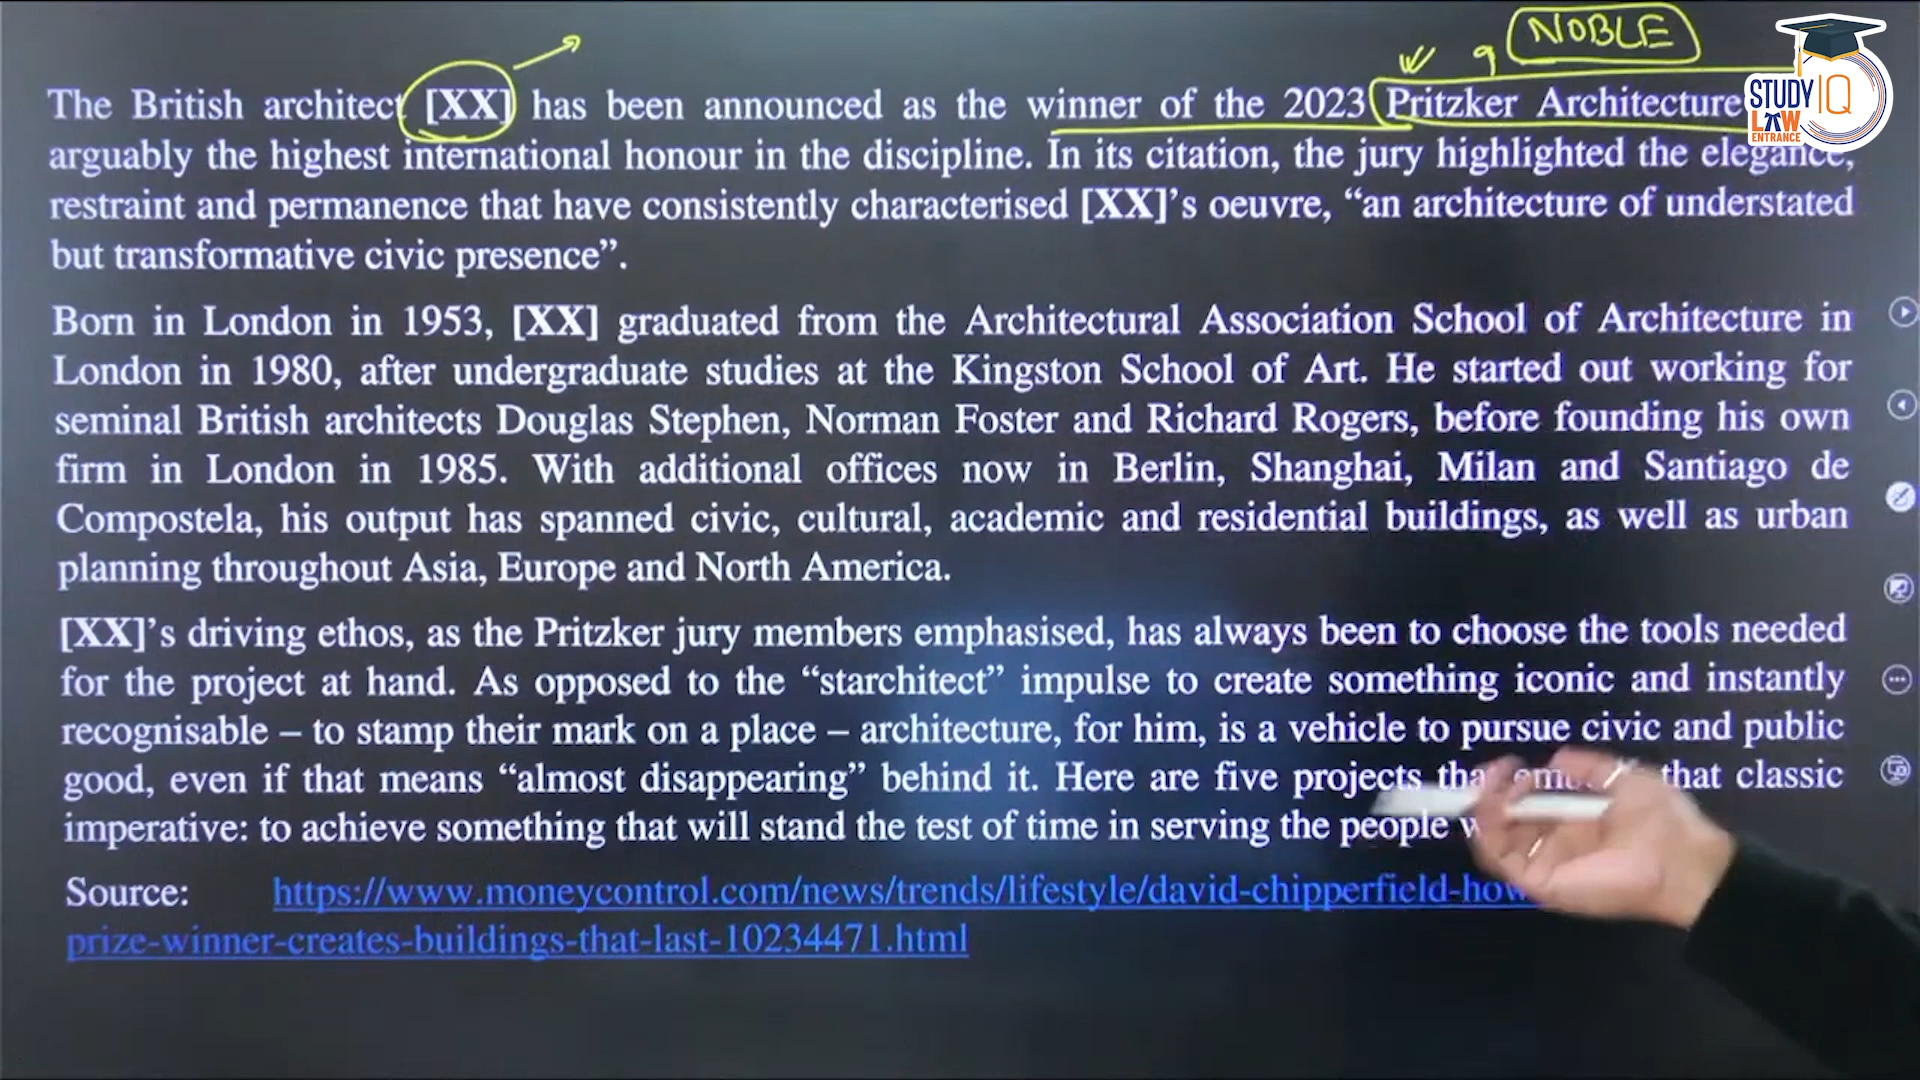 NOBLE
STUDY IQ
LAW
ENTRANCE
The British architect [XX] has been announced as the winner of the 2023 Pritzker Architecture
arguably the highest international honour in the discipline. In its citation, the jury highlighted the elegance,
restraint and permanence that have consistently characterised [XX]’s oeuvre, “an architecture of understated
but transformative civic presence”.
Born in London in 1953, [XX] graduated from the Architectural Association School of Architecture in
London in 1980, after undergraduate studies at the Kingston School of Art. He started out working for
seminal British architects Douglas Stephen, Norman Foster and Richard Rogers, before founding his own
firm in London in 1985. With additional offices now in Berlin, Shanghai, Milan and Santiago de
Compostela, his output has spanned civic, cultural, academic and residential buildings, as well as urban
planning throughout Asia, Europe and North America.
[XX]’s driving ethos, as the Pritzker jury members emphasised, has always been to choose the tools needed
for the project at hand. As opposed to the “starchitect” impulse to create something iconic and instantly
recognisable – to stamp their mark on a place – architecture, for him, is a vehicle to pursue civic and public
good, even if that means “almost disappearing” behind it. Here are five projects that classic
imperative: to achieve something that will stand the test of time in serving the people
Source: https://www.moneycontrol.com/news/trends/lifestyle/david-chipperfield-how
prize-winner-creates-buildings-that-last-10234471.html